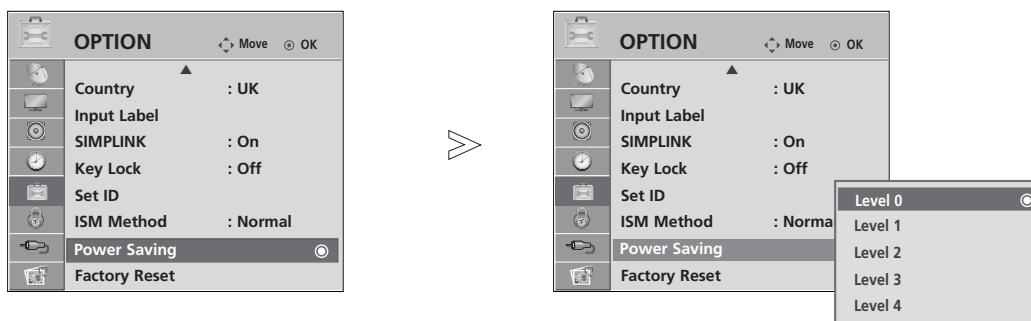 OPTION Move OK
Country : UK
Input Label
SIMPLINK : On
Key Lock : Off
Set ID
ISM Method : Normal
Power Saving
Factory Reset
OPTION Move OK
Country : UK
Input Label
SIMPLINK : On
Key Lock : Off
Set ID
ISM Method : Norma
Power Saving
Factory Reset
Level 0
Level 1
Level 2
Level 3
Level 4